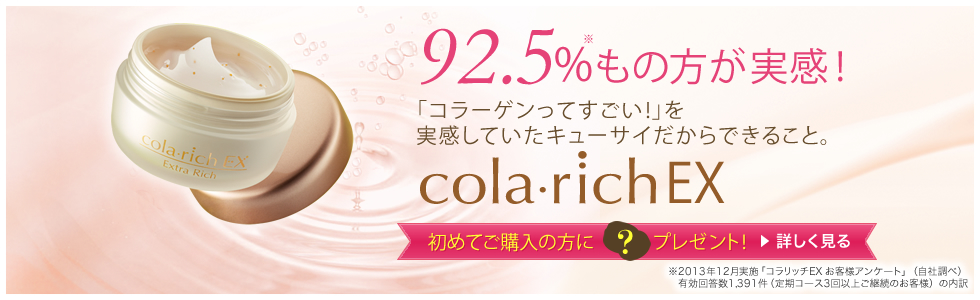 cola·rich EX
Extra Rich
92.5%※もの方が実感！
「コラーゲンってすごい！」を
実感していたキューサイだからできること。
cola·rich EX
初めてご購入の方に ? プレゼント！ ▶ 詳しく見る
※2013年12月実施「コラリッチEX お客様アンケート」（自社調べ）
有効回答数1,391件（定期コース3回以上ご継続のお客様）の内訳